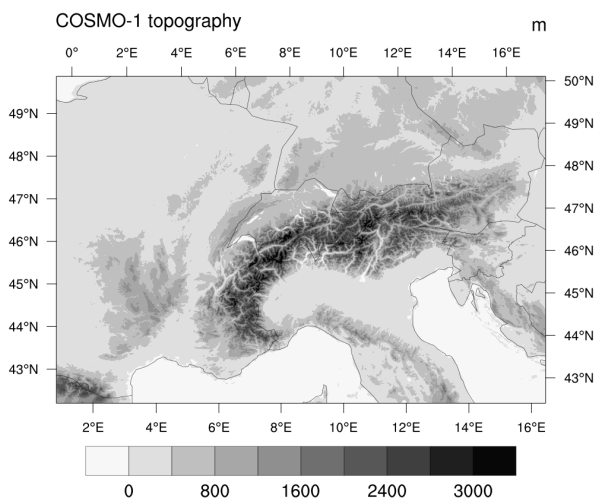 COSMO-1 topography
m
0° 2°E 4°E 6°E 8°E 10°E 12°E 14°E 16°E
50°N
49°N 49°N
48°N 48°N
47°N 47°N
46°N 46°N
45°N 45°N
44°N 44°N
43°N 43°N
2°E 4°E 6°E 8°E 10°E 12°E 14°E 16°E
0 800 1600 2400 3000